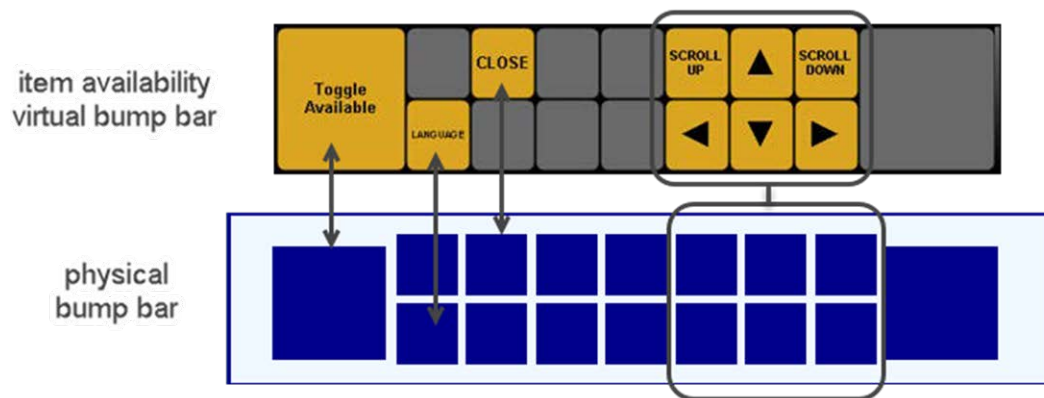 item availability
virtual bump bar
Toggle
Available
CLOSE
LANGUAGE
SCROLL
UP
▲
SCROLL
DOWN
◀
▼
▶
physical
bump bar